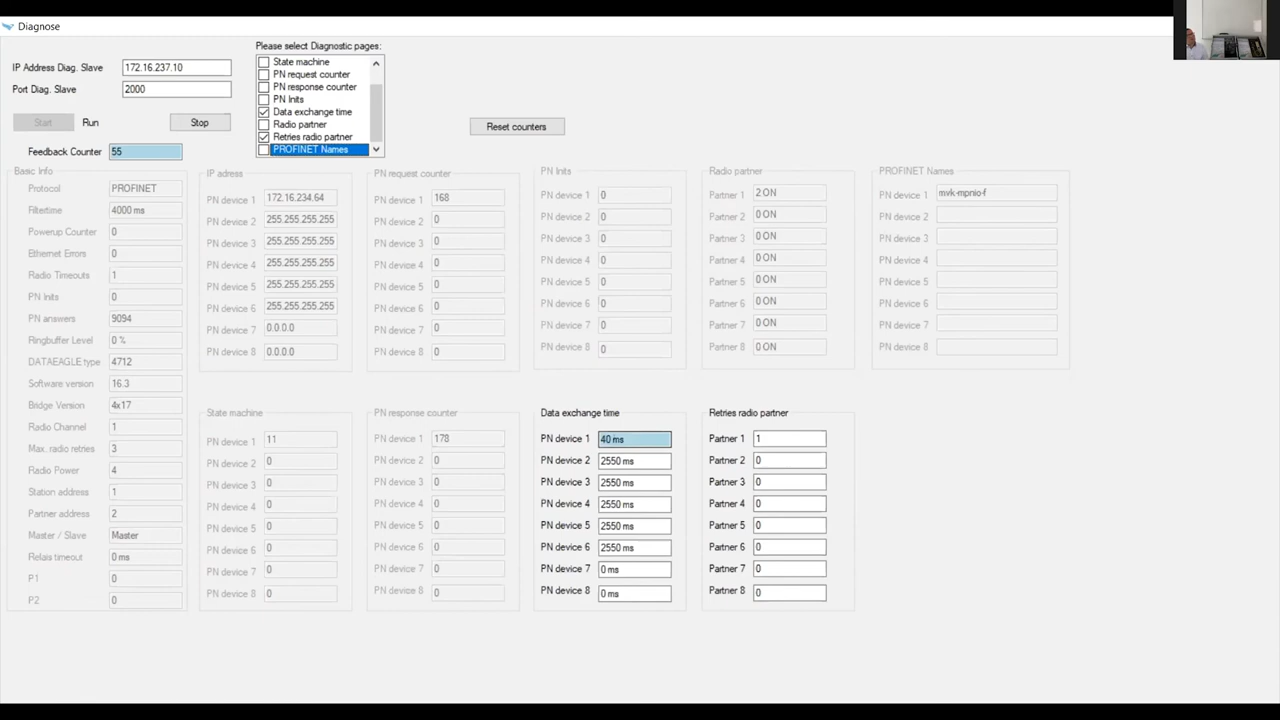 Diagnose
IP Address Diag. Slave 172.16.237.10
Port Diag. Slave 2000
Start Run Stop
Feedback Counter 55
Please select Diagnostic pages:
State machine
PN request counter
PN response counter
PN Inits
Data exchange time
Radio partner
Retries radio partner
PROFINET Names
Reset counters
Basic Info
Protocol PROFINET
Filtertime 4000 ms
Powerup Counter 0
Ethernet Errors 0
Radio Timeouts 1
PN Inits 0
PN answers 9094
Ringbuffer Level 0 %
DATAEAGLE type 4712
Software version 16.3
Bridge Version 4x17
Radio Channel 1
Max. radio retries 3
Radio Power 4
Station address 1
Partner address 2
Master / Slave Master
Relais timeout 0 ms
P1 0
P2 0
IP adress
PN device 1 172.16.234.64
PN device 2 255.255.255.255
PN device 3 255.255.255.255
PN device 4 255.255.255.255
PN device 5 255.255.255.255
PN device 6 255.255.255.255
PN device 7 0.0.0.0
PN device 8 0.0.0.0
PN request counter
PN device 1 168
PN device 2 0
PN device 3 0
PN device 4 0
PN device 5 0
PN device 6 0
PN device 7 0
PN device 8 0
PN Inits
PN device 1 0
PN device 2 0
PN device 3 0
PN device 4 0
PN device 5 0
PN device 6 0
PN device 7 0
PN device 8 0
Radio partner
Partner 1 2 ON
Partner 2 0 ON
Partner 3 0 ON
Partner 4 0 ON
Partner 5 0 ON
Partner 6 0 ON
Partner 7 0 ON
Partner 8 0 ON
PROFINET Names
PN device 1 mvk-mpnio-f
PN device 2
PN device 3
PN device 4
PN device 5
PN device 6
PN device 7
PN device 8
State machine
PN device 1 11
PN device 2 0
PN device 3 0
PN device 4 0
PN device 5 0
PN device 6 0
PN device 7 0
PN device 8 0
PN response counter
PN device 1 178
PN device 2 0
PN device 3 0
PN device 4 0
PN device 5 0
PN device 6 0
PN device 7 0
PN device 8 0
Data exchange time
PN device 1 40 ms
PN device 2 2550 ms
PN device 3 2550 ms
PN device 4 2550 ms
PN device 5 2550 ms
PN device 6 2550 ms
PN device 7 0 ms
PN device 8 0 ms
Retries radio partner
Partner 1 1
Partner 2 0
Partner 3 0
Partner 4 0
Partner 5 0
Partner 6 0
Partner 7 0
Partner 8 0